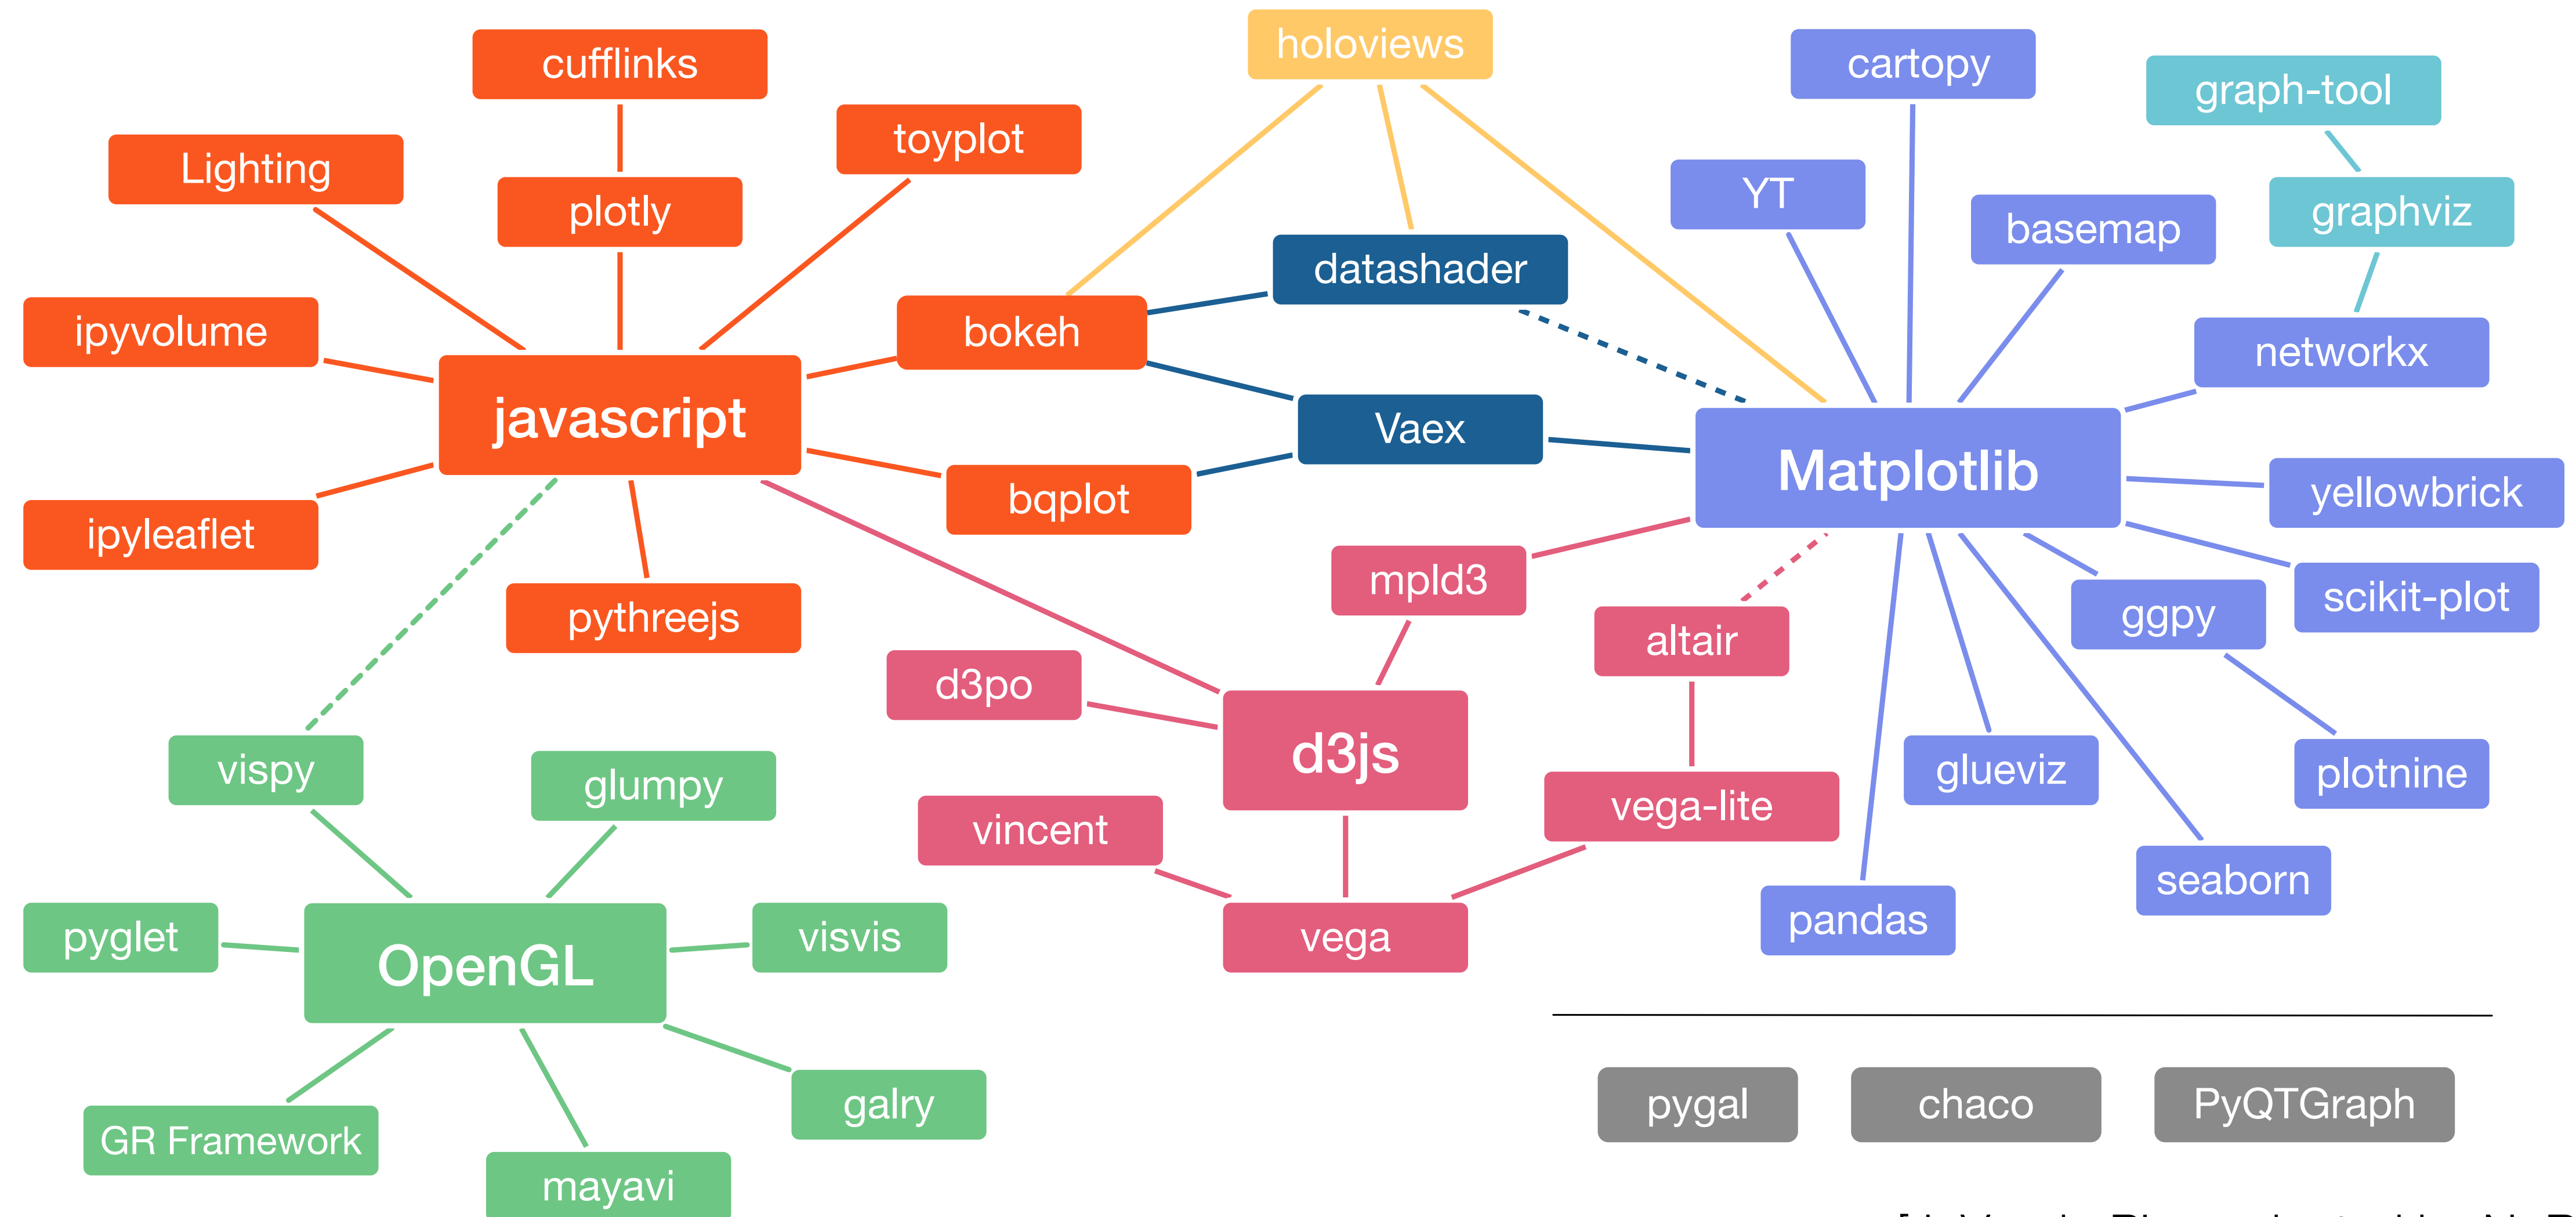 holoviews
cufflinks
cartopy
graph-tool
toyplot
Lighting
YT
plotly
graphviz
basemap
datashader
ipyvolume
bokeh
networkx
javascript
Vaex
Matplotlib
yellowbrick
bqplot
ipyleaflet
mpld3
scikit-plot
pythreejs
ggpy
altair
d3po
d3js
vispy
glueviz
plotnine
glumpy
vega-lite
vincent
seaborn
pandas
pyglet
visvis
vega
OpenGL
pygal
chaco
PyQTGraph
galry
GR Framework
mayavi